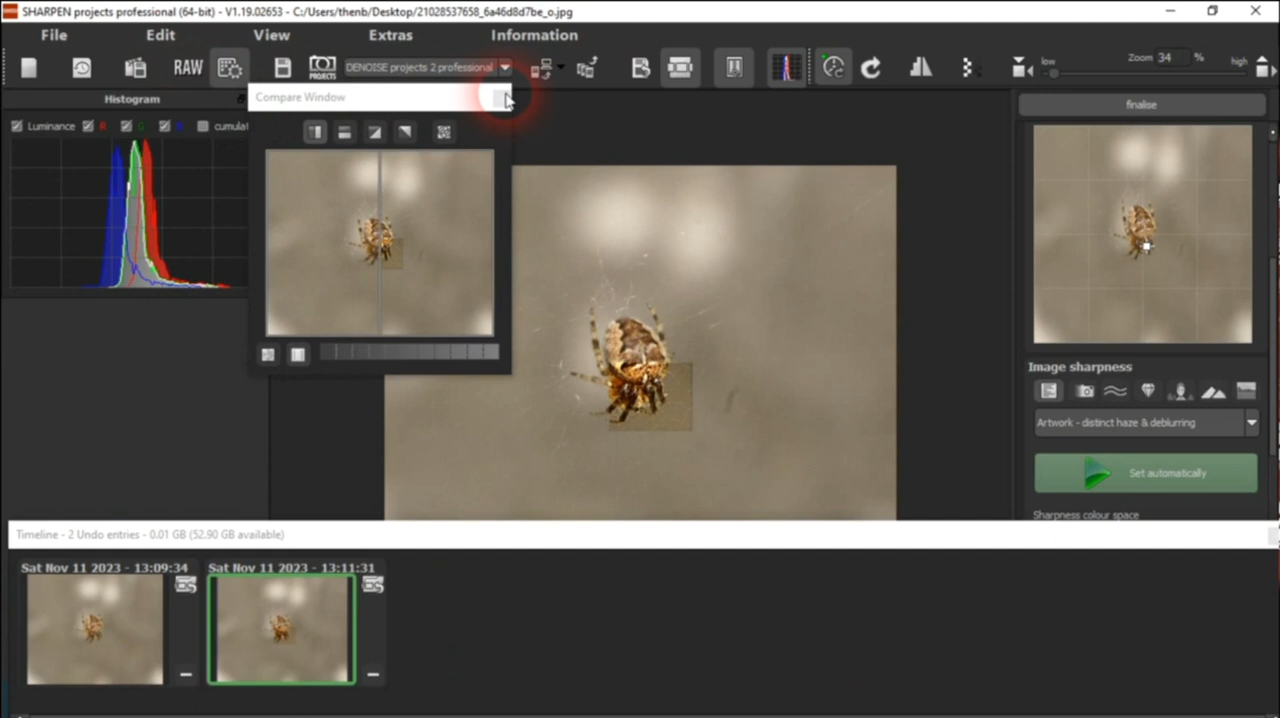 SHARPEN projects professional (64-bit) - V1.19.02653 - C:/Users/thenb/Desktop/21028537658_6a46d8d7be_o.jpg
File Edit View Extras Information
RAW PROJECTS DENOISE projects 2 professional low Zoom 34 % high
Histogram
Compare Window
finalise
Luminance R G B cumulat
Image sharpness
Artwork - distinct haze & deblurring
Set automatically
Sharpness colour space
Timeline - 2 Undo entries - 0.01 GB (52.90 GB available)
Sat Nov 11 2023 - 13:09:34 Sat Nov 11 2023 - 13:11:31